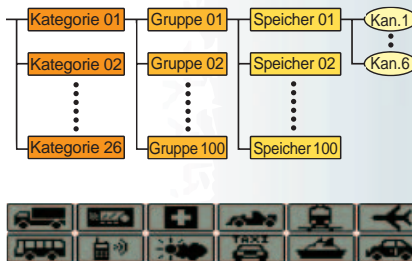 Kategorie 01 Gruppe 01 Speicher 01 Kan.1
Kategorie 02 Gruppe 02 Speicher 02 Kan.6
Kategorie 26 Gruppe 100 Speicher 100
TAXI